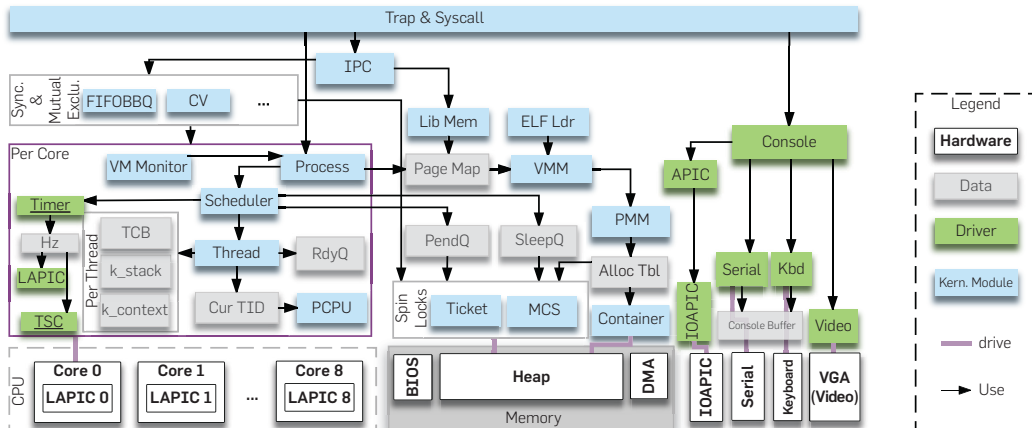 Trap & Syscall
IPC
Sync.
&
Mutual
Exclu.
FIFOBBQ
CV
...
Lib Mem
ELF Ldr
Per Core
VM Monitor
Process
Page Map
VMM
APIC
Console
Timer
Scheduler
PMM
Hz
Per Thread
TCB
Thread
RdyQ
PendQ
SleepQ
Alloc Tbl
Serial
Kbd
LAPIC
k_stack
k_context
Cur TID
PCPU
Spin
Locks
Ticket
MCS
Container
IOAPIC
Console Buffer
Video
TSC
CPU
Core 0
LAPIC 0
Core 1
LAPIC 1
...
Core 8
LAPIC 8
BIOS
Heap
DMA
Memory
IOAPIC
Serial
Keyboard
VGA
(Video)
Legend
Hardware
Data
Driver
Kern. Module
drive
Use